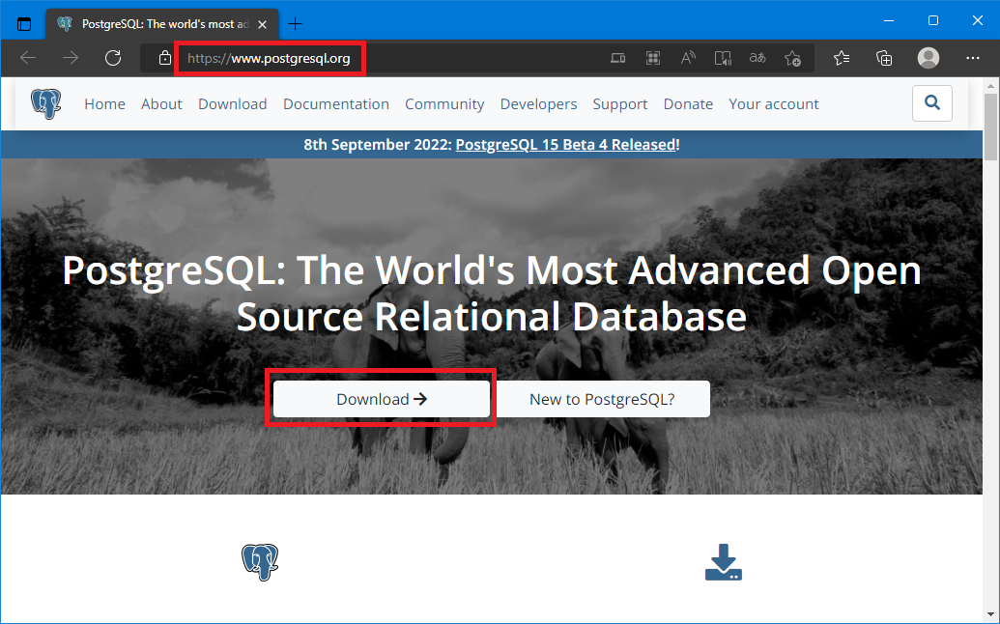 PostgreSQL: The world's most ad
https://www.postgresql.org
Home About Download Documentation Community Developers Support Donate Your account
8th September 2022: PostgreSQL 15 Beta 4 Released!
PostgreSQL: The World's Most Advanced Open
Source Relational Database
Download → New to PostgreSQL?